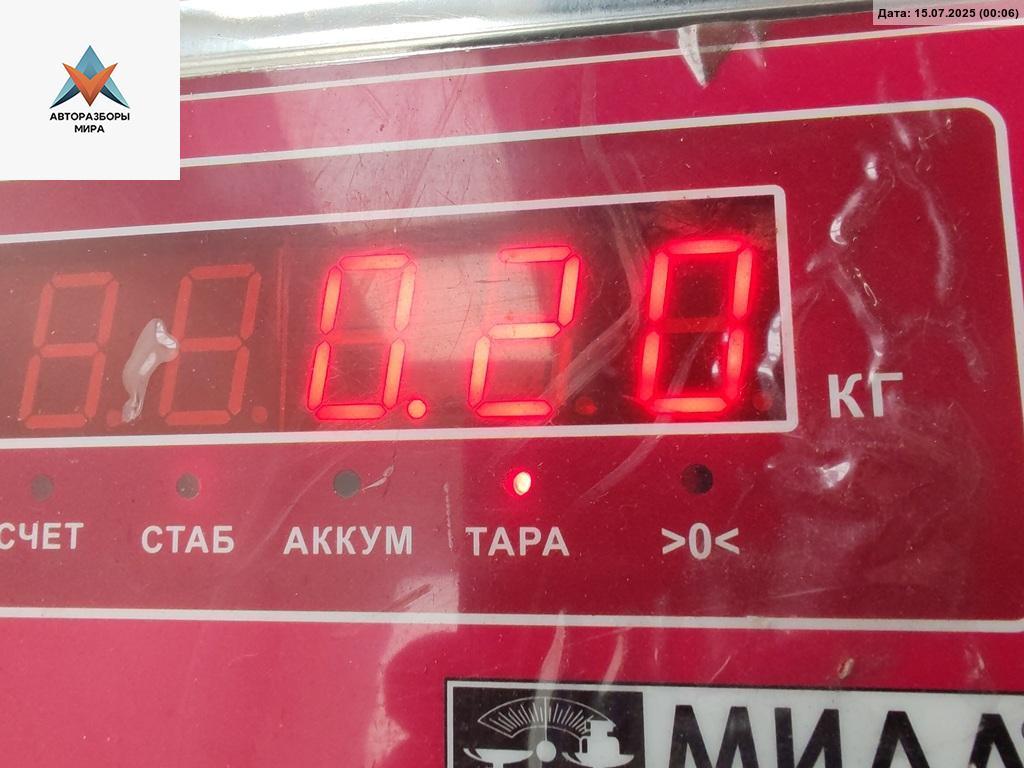 Дата: 15.07.2025 (00:06)
АВТОРАЗБОРЫ
МИРА
0.20
КГ
СЧЕТ СТАБ АККУМ ТАРА >0<